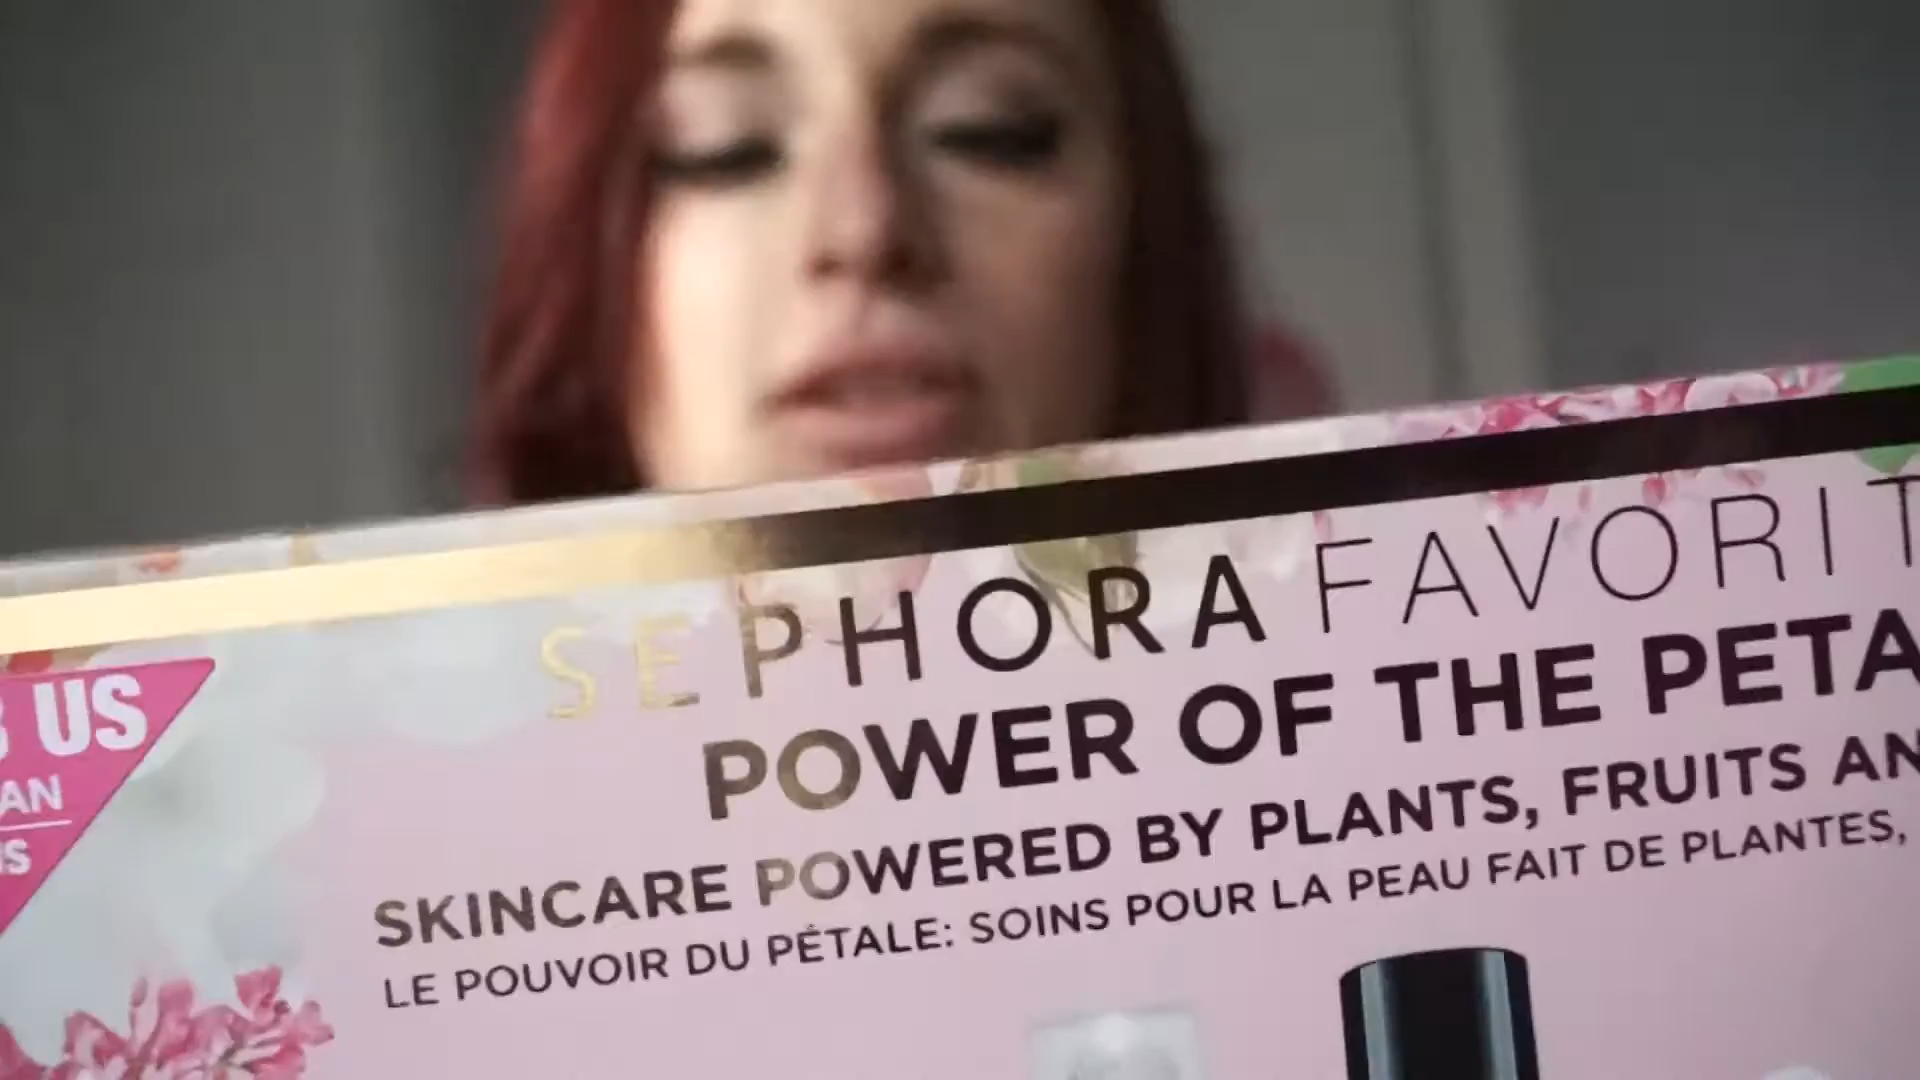 SEPHORA FAVORIT
POWER OF THE PETA
SKINCARE POWERED BY PLANTS, FRUITS AN
LE POUVOIR DU PÉTALE: SOINS POUR LA PEAU FAIT DE PLANTES,
US
AN